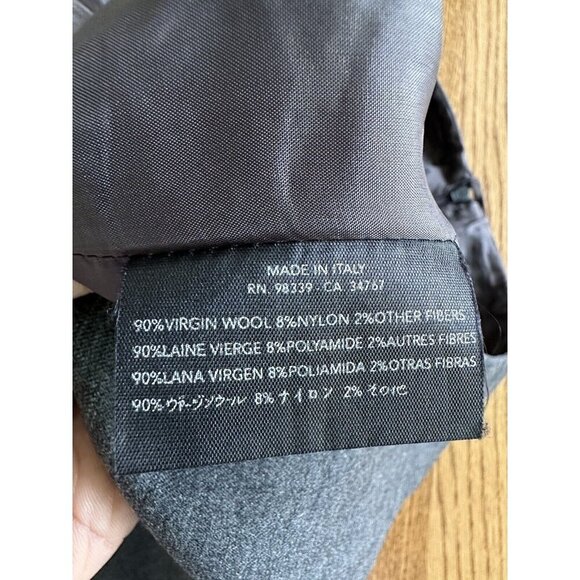 MADE IN ITALY
RN 98339 CA 34767
90%VIRGIN WOOL 8%NYLON 2%OTHER FIBERS
90%LAINE VIERGE 8%POLYAMIDE 2%AUTRES FIBRES
90%LANA VIRGEN 8%POLIAMIDA 2%OTRAS FIBRAS
90%ヴァージンウール 8%ナイロン 2%その他